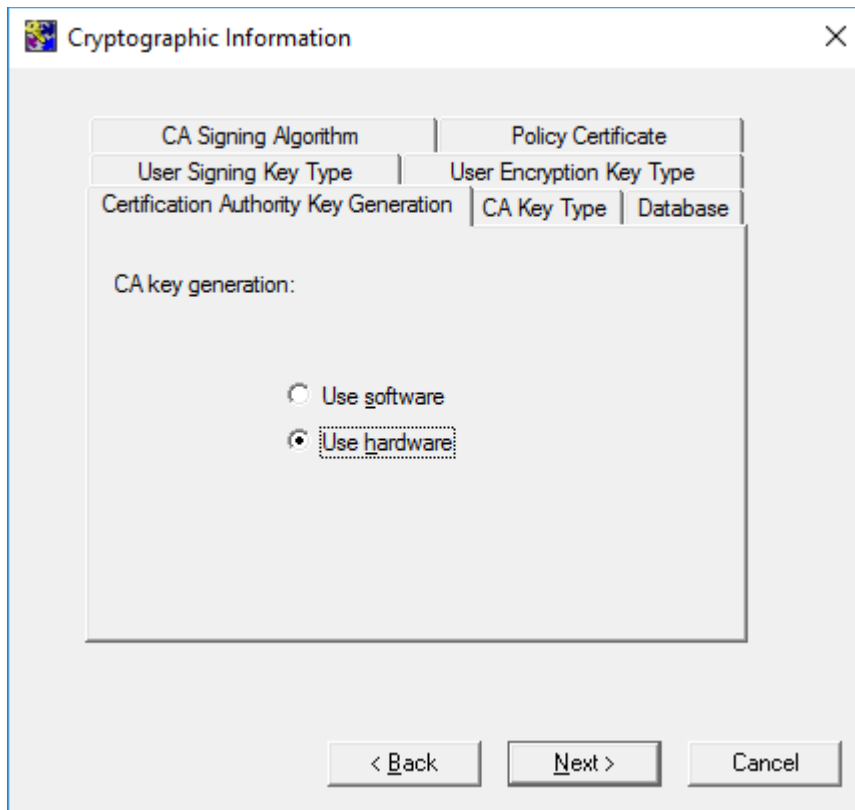 Cryptographic Information
CA Signing Algorithm
Policy Certificate
User Signing Key Type
User Encryption Key Type
Certification Authority Key Generation
CA Key Type
Database
CA key generation:
Use software
Use hardware
< Back
Next >
Cancel